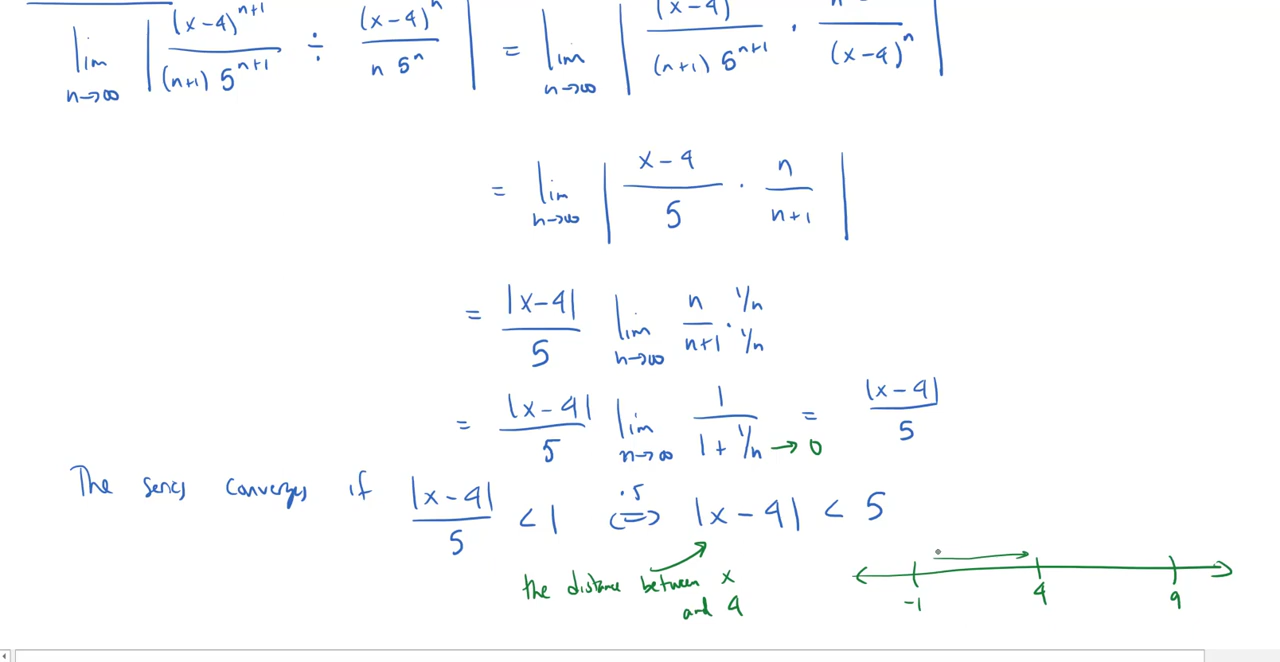 lim n→∞ | (x-4)^{n+1} / (n+1) 5^{n+1} ÷ (x-4)^n / n 5^n | = lim n→∞ | (x-4) / (n+1) 5^{n+1} · / (x-4)^n |
= lim n→∞ | x-4 / 5 · n / n+1 |
= |x-4| / 5 lim n→∞ n / n+1 · 1/n / 1/n
= |x-4| / 5 lim n→∞ 1 / 1 + 1/n → 0 = |x-4| / 5
The series converges if |x-4| / 5 < 1 ⟺ ·5 |x-4| < 5
the distance between x
and 4
-1 4 9